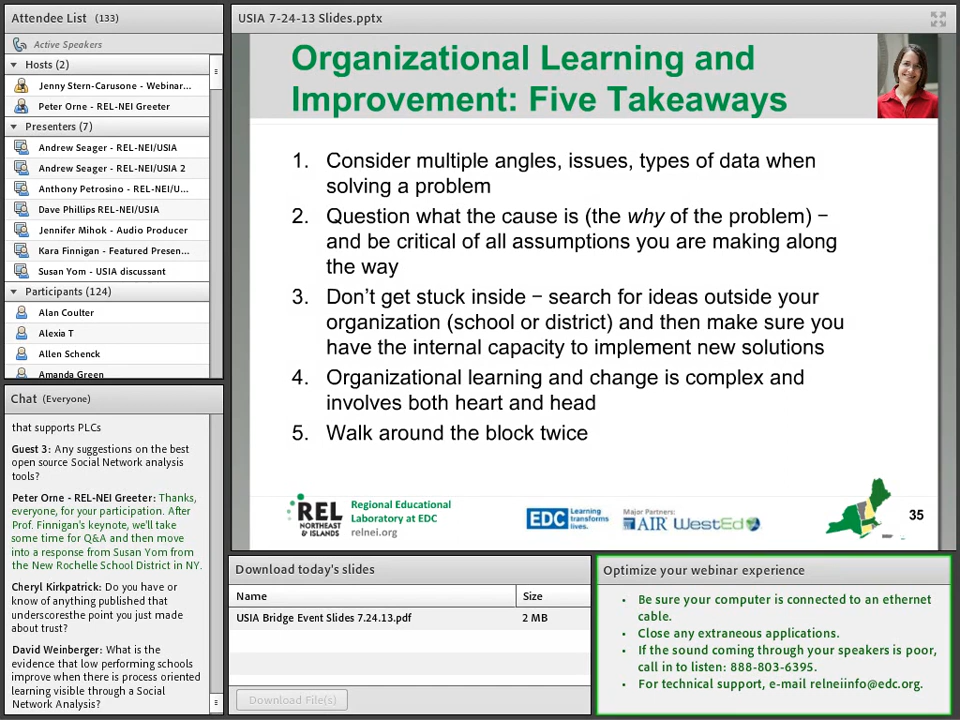 Attendee List (133)
Active Speakers
Hosts (2)
Jenny Stern-Carusone - Webinar...
Peter Orne - REL-NEI Greeter
Presenters (7)
Andrew Seager - REL-NEI/USIA
Andrew Seager - REL-NEI/USIA 2
Anthony Petrosino - REL-NEI/U...
Dave Phillips REL-NEI/USIA
Jennifer Mihok - Audio Producer
Kara Finnigan - Featured Presen...
Susan Yom - USIA discussant
Participants (124)
Alan Coulter
Alexia T
Allen Schenck
Amanda Green
Chat (Everyone)
that supports PLCs
Guest 3: Any suggestions on the best
open source Social Network analysis
tools?
Peter Orne - REL-NEI Greeter: Thanks,
everyone, for your participation. After
Prof. Finnigan's keynote, we'll take
some time for Q&A and then move
into a response from Susan Yom from
the New Rochelle School District in NY.
Cheryl Kirkpatrick: Do you have or
know of anything published that
underscoresthe point you just made
about trust?
David Weinberger: What is the
evidence that low performing schools
improve when there is process oriented
learning visible through a Social
Network Analysis?
USIA 7-24-13 Slides.pptx
Organizational Learning and
Improvement: Five Takeaways
1. Consider multiple angles, issues, types of data when
solving a problem
2. Question what the cause is (the why of the problem) –
and be critical of all assumptions you are making along
the way
3. Don't get stuck inside – search for ideas outside your
organization (school or district) and then make sure you
have the internal capacity to implement new solutions
4. Organizational learning and change is complex and
involves both heart and head
5. Walk around the block twice
REL
NORTHEAST
& ISLANDS
Regional Educational
Laboratory at EDC
relnei.org
EDC Learning
transforms
lives.
Major Partners:
AIR WestEd
35
Download today's slides
Name Size
USIA Bridge Event Slides 7.24.13.pdf 2 MB
Download File(s)
Optimize your webinar experience
• Be sure your computer is connected to an ethernet
cable.
• Close any extraneous applications.
• If the sound coming through your speakers is poor,
call in to listen: 888-803-6395.
• For technical support, e-mail relneiinfo@edc.org.